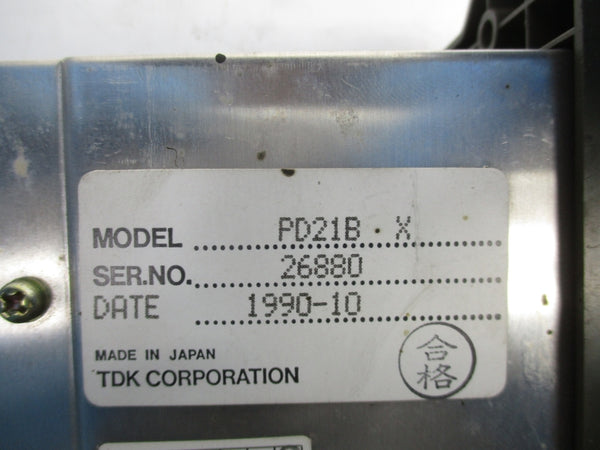 MODEL PD21B X
SER.NO. 26880
DATE 1990-10
MADE IN JAPAN
TDK CORPORATION
合格